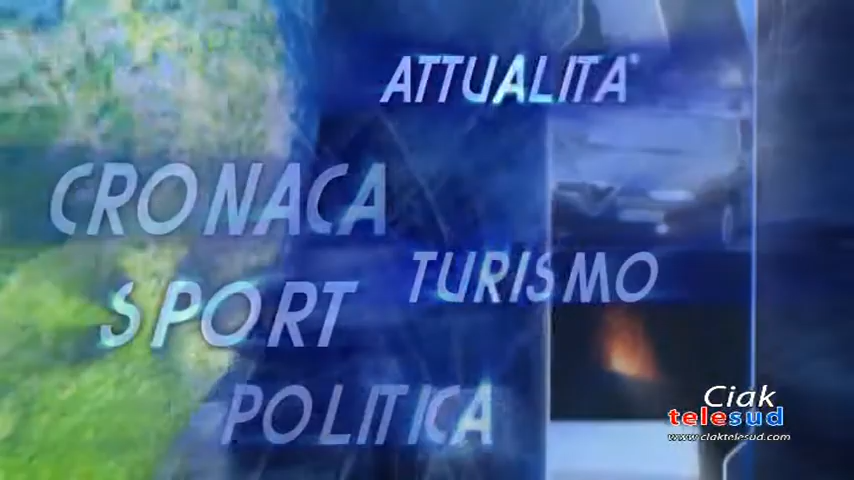 ATTUALITA'
CRONACA
TURISMO
SPORT
POLITICA
Ciak
telesud
www.ciaktelesud.com